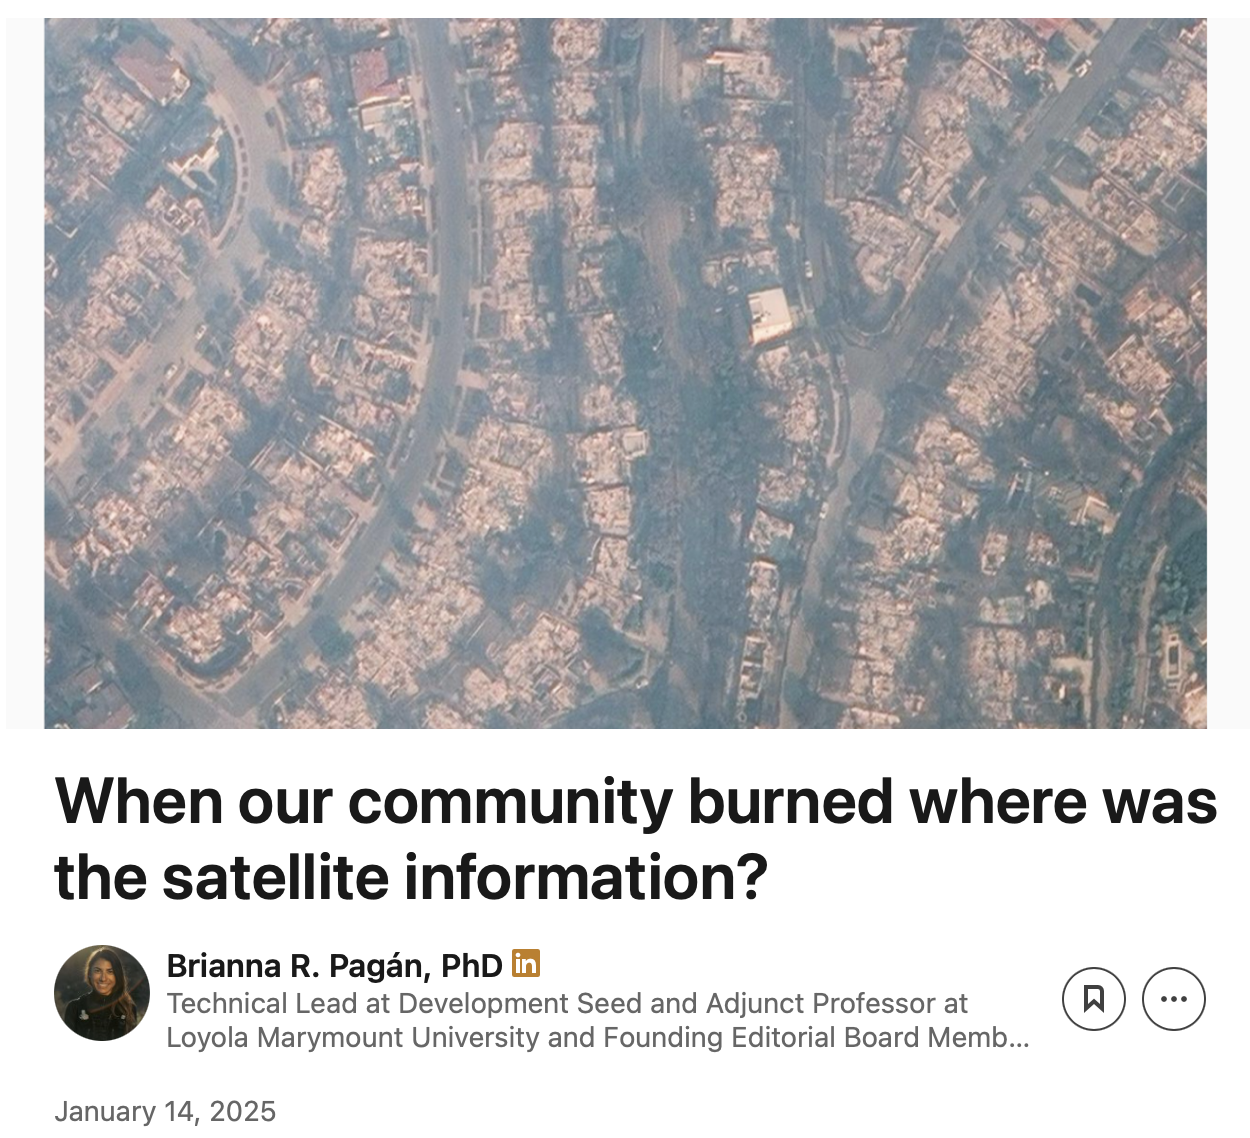 When our community burned where was
the satellite information?
Brianna R. Pagán, PhD in
Technical Lead at Development Seed and Adjunct Professor at
Loyola Marymount University and Founding Editorial Board Memb...
January 14, 2025